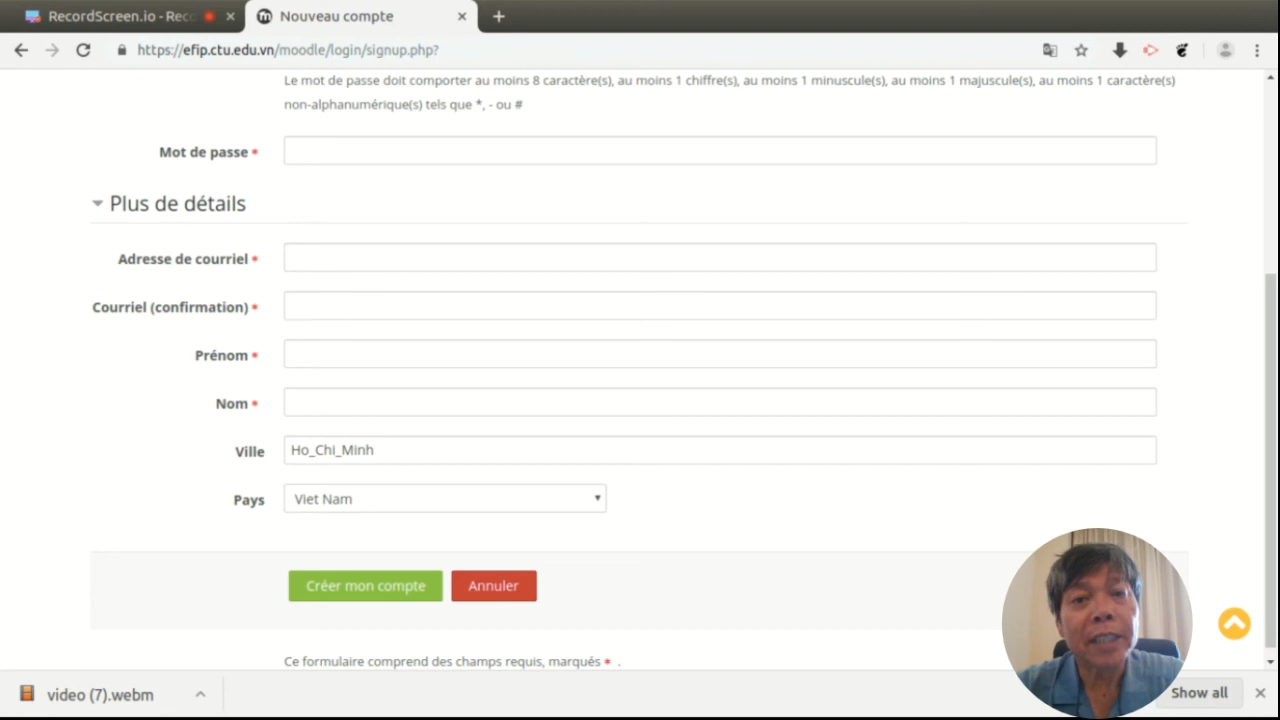 RecordScreen.io - Rec
Nouveau compte
https://efip.ctu.edu.vn/moodle/login/signup.php?
Le mot de passe doit comporter au moins 8 caractère(s), au moins 1 chiffre(s), au moins 1 minuscule(s), au moins 1 majuscule(s), au moins 1 caractère(s)
non-alphanumérique(s) tels que *, - ou #
Mot de passe *
Plus de détails
Adresse de courriel *
Courriel (confirmation) *
Prénom *
Nom *
Ville Ho_Chi_Minh
Pays Viet Nam
Créer mon compte Annuler
Ce formulaire comprend des champs requis, marqués * .
video (7).webm
Show all